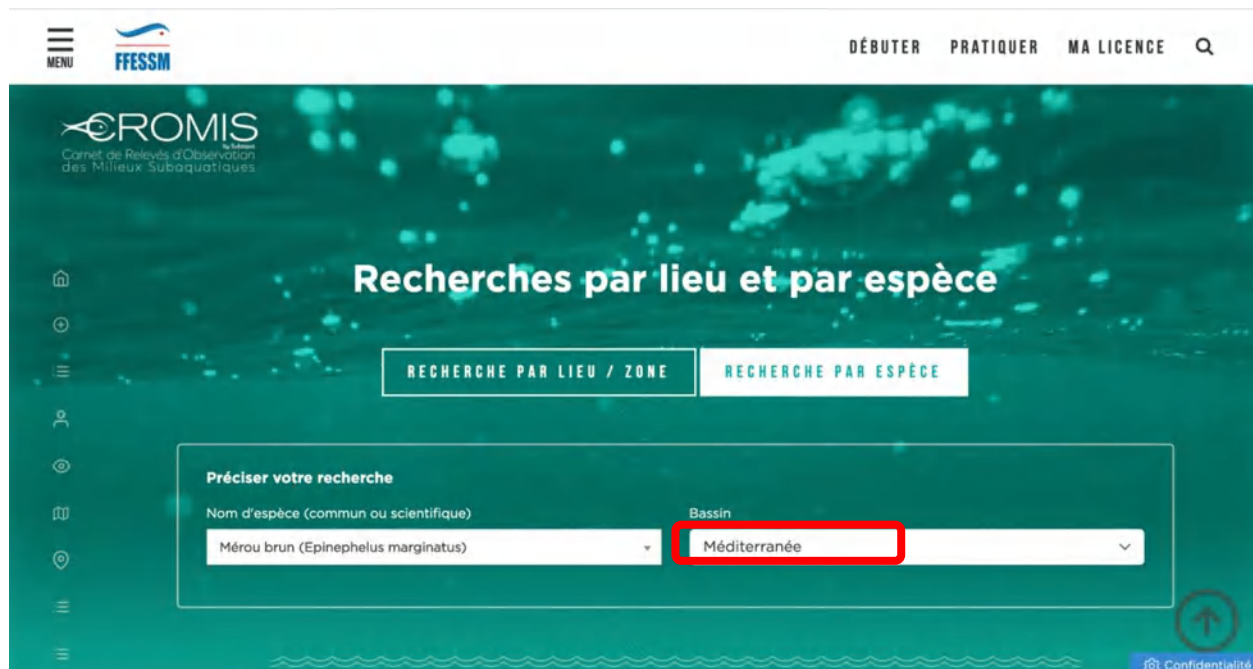 MENU
FFESSM
DÉBUTER PRATIQUER MA LICENCE
CROMIS
by Subaqua
Carnet de Relevés d'Observation
des Milieux Subaquatiques
Recherches par lieu et par espèce
RECHERCHE PAR LIEU / ZONE RECHERCHE PAR ESPÈCE
Préciser votre recherche
Nom d'espèce (commun ou scientifique) Bassin
Mérou brun (Epinephelus marginatus) Méditerranée
Confidentialité